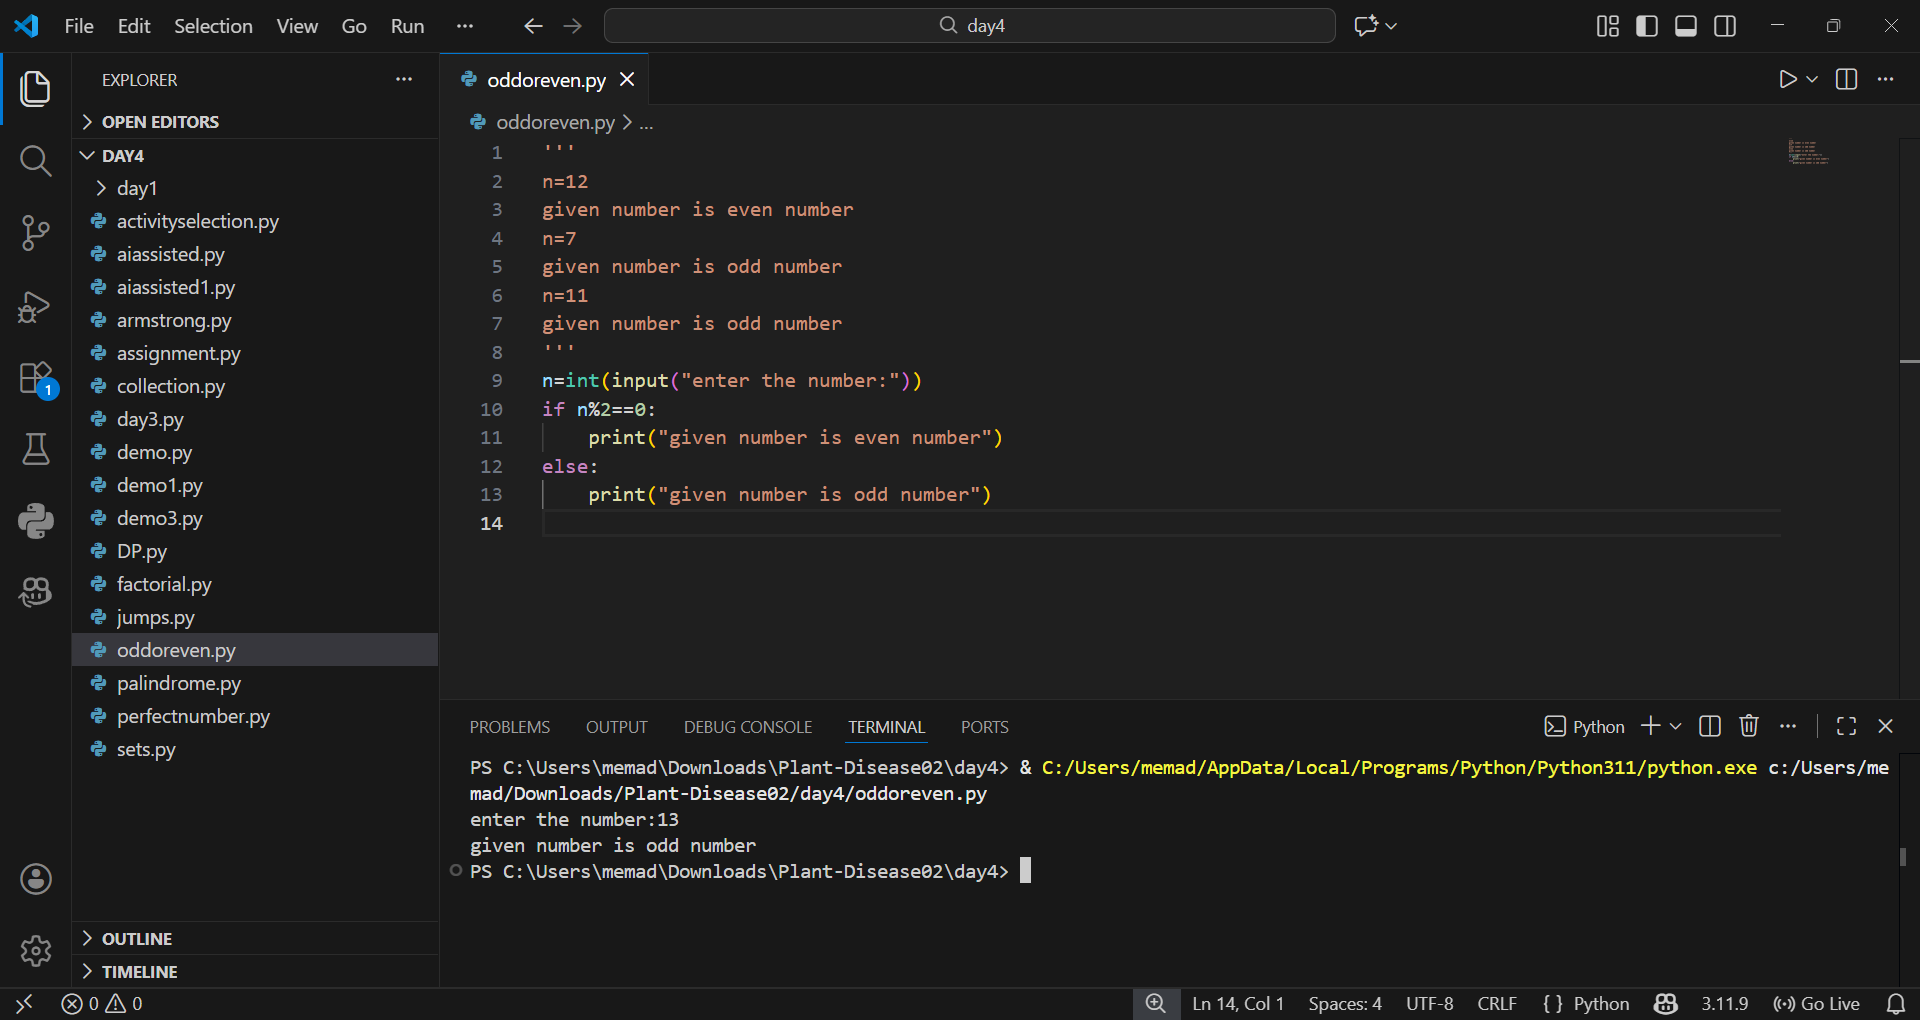 File Edit Selection View Go Run ... day4
EXPLORER ...
OPEN EDITORS
DAY4
day1
activityselection.py
aiassisted.py
aiassisted1.py
armstrong.py
assignment.py
collection.py
day3.py
demo.py
demo1.py
demo3.py
DP.py
factorial.py
jumps.py
oddoreven.py
palindrome.py
perfectnumber.py
sets.py
OUTLINE
TIMELINE
1
oddoreven.py
oddoreven.py > ...
1 '''
2 n=12
3 given number is even number
4 n=7
5 given number is odd number
6 n=11
7 given number is odd number
8 '''
9 n=int(input("enter the number:"))
10 if n%2==0:
11     print("given number is even number")
12 else:
13     print("given number is odd number")
14
PROBLEMS OUTPUT DEBUG CONSOLE TERMINAL PORTS Python
PS C:\Users\memad\Downloads\Plant-Disease02\day4> & C:/Users/memad/AppData/Local/Programs/Python/Python311/python.exe c:/Users/me
mad/Downloads/Plant-Disease02/day4/oddoreven.py
enter the number:13
given number is odd number
PS C:\Users\memad\Downloads\Plant-Disease02\day4>
0 0 Ln 14, Col 1 Spaces: 4 UTF-8 CRLF { } Python 3.11.9 Go Live